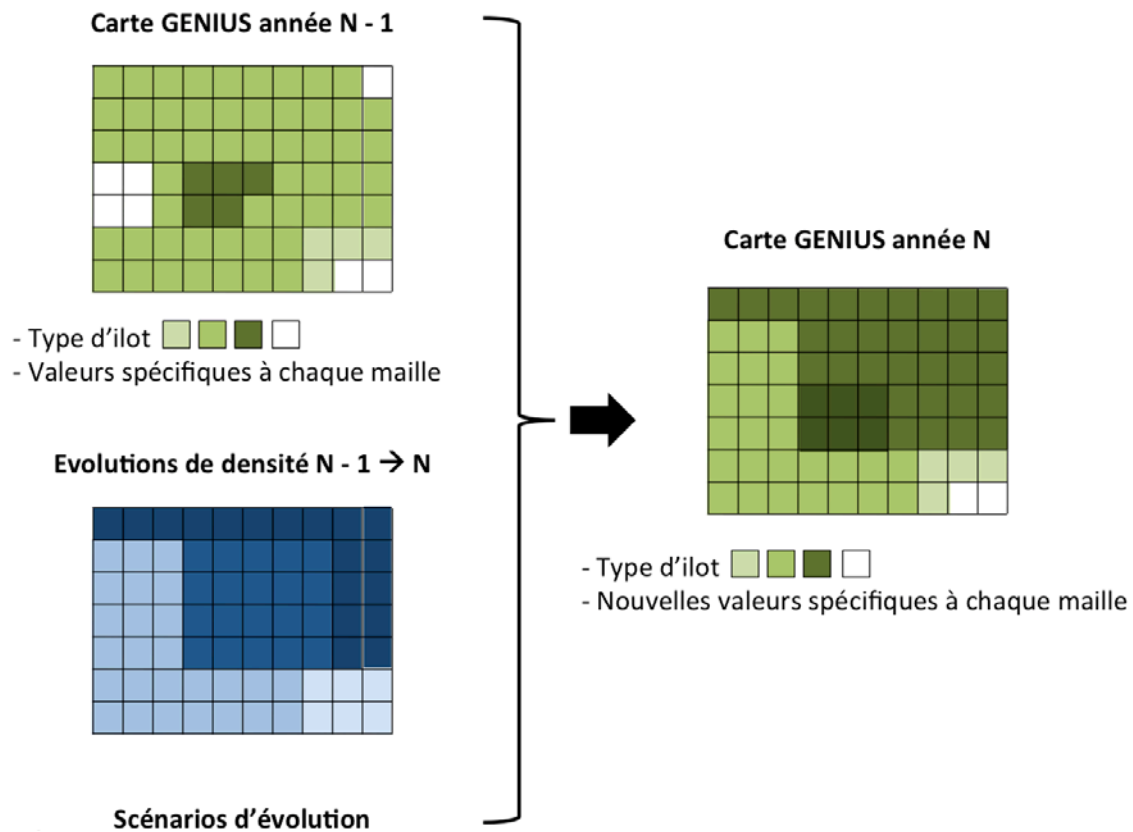 Carte GENIUS année N - 1
- Type d'ilot
- Valeurs spécifiques à chaque maille
Evolutions de densité N - 1 → N
Scénarios d'évolution
Carte GENIUS année N
- Type d'ilot
- Nouvelles valeurs spécifiques à chaque maille